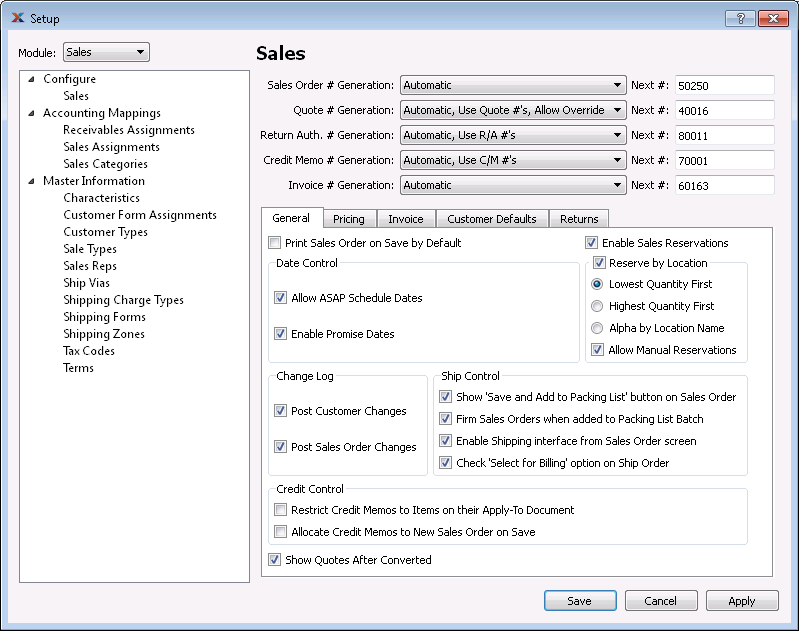 Setup
Module: Sales
Configure
Sales
Accounting Mappings
Receivables Assignments
Sales Assignments
Sales Categories
Master Information
Characteristics
Customer Form Assignments
Customer Types
Sale Types
Sales Reps
Ship Vias
Shipping Charge Types
Shipping Forms
Shipping Zones
Tax Codes
Terms
Sales
Sales Order # Generation: Automatic Next #: 50250
Quote # Generation: Automatic, Use Quote #'s, Allow Override Next #: 40016
Return Auth. # Generation: Automatic, Use R/A #'s Next #: 80011
Credit Memo # Generation: Automatic, Use C/M #'s Next #: 70001
Invoice # Generation: Automatic Next #: 60163
General Pricing Invoice Customer Defaults Returns
Print Sales Order on Save by Default
Date Control
Allow ASAP Schedule Dates
Enable Promise Dates
Enable Sales Reservations
Reserve by Location
Lowest Quantity First
Highest Quantity First
Alpha by Location Name
Allow Manual Reservations
Change Log
Post Customer Changes
Post Sales Order Changes
Ship Control
Show 'Save and Add to Packing List' button on Sales Order
Firm Sales Orders when added to Packing List Batch
Enable Shipping interface from Sales Order screen
Check 'Select for Billing' option on Ship Order
Credit Control
Restrict Credit Memos to Items on their Apply-To Document
Allocate Credit Memos to New Sales Order on Save
Show Quotes After Converted
Save Cancel Apply